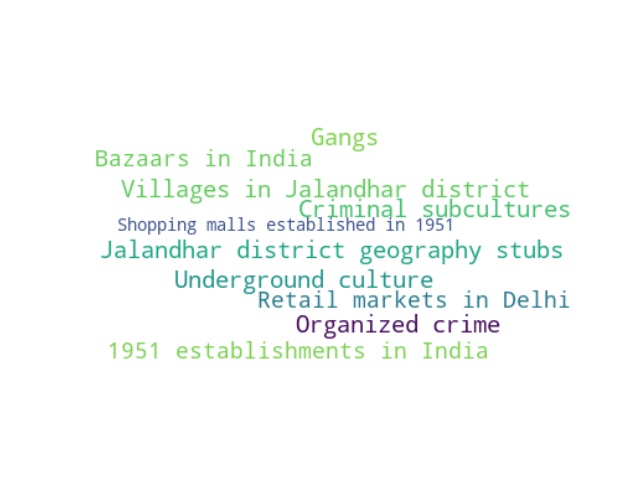 Gangs
Bazaars in India
Villages in Jalandhar district
Criminal subcultures
Shopping malls established in 1951
Jalandhar district geography stubs
Underground culture
Retail markets in Delhi
Organized crime
1951 establishments in India